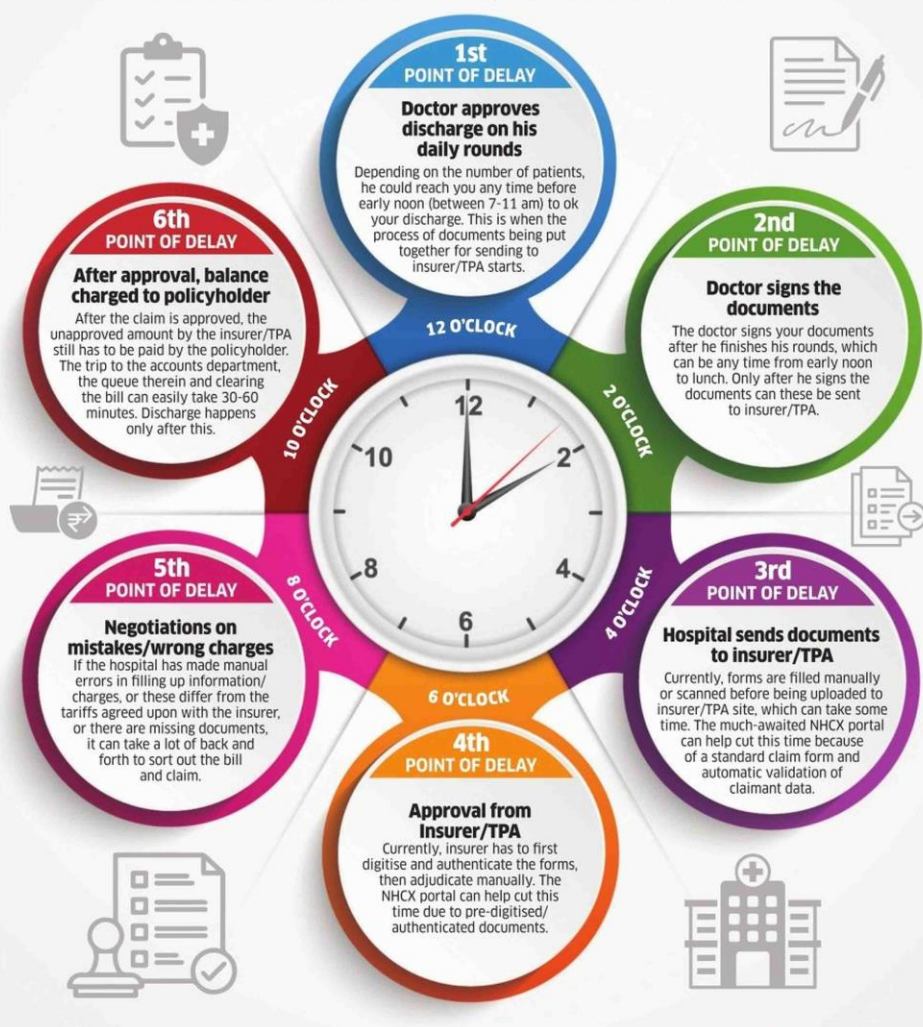 1st
POINT OF DELAY
Doctor approves
discharge on his
daily rounds
Depending on the number of patients,
he could reach you any time before
early noon (between 7-11 am) to ok
your discharge. This is when the
process of documents being put
together for sending to
insurer/TPA starts.
12 O'CLOCK
2nd
POINT OF DELAY
Doctor signs the
documents
The doctor signs your documents
after he finishes his rounds, which
can be any time from early noon
to lunch. Only after he signs the
documents can these be sent
to insurer/TPA.
2 O'CLOCK
3rd
POINT OF DELAY
Hospital sends documents
to insurer/TPA
Currently, forms are filled manually
or scanned before being uploaded to
insurer/TPA site, which can take some
time. The much-awaited NHCX portal
can help cut this time because
of a standard claim form and
automatic validation of
claimant data.
4 O'CLOCK
4th
POINT OF DELAY
Approval from
Insurer/TPA
Currently, insurer has to first
digitise and authenticate the forms,
then adjudicate manually. The
NHCX portal can help cut this
time due to pre-digitised/
authenticated documents.
6 O'CLOCK
5th
POINT OF DELAY
Negotiations on
mistakes/wrong charges
If the hospital has made manual
errors in filling up information/
charges, or these differ from the
tariffs agreed upon with the insurer,
or there are missing documents,
it can take a lot of back and
forth to sort out the bill
and claim.
8 O'CLOCK
6th
POINT OF DELAY
After approval, balance
charged to policyholder
After the claim is approved, the
unapproved amount by the insurer/TPA
still has to be paid by the policyholder.
The trip to the accounts department,
the queue therein and clearing
the bill can easily take 30-60
minutes. Discharge happens
only after this.
10 O'CLOCK
12
2
4
6
8
10
₹